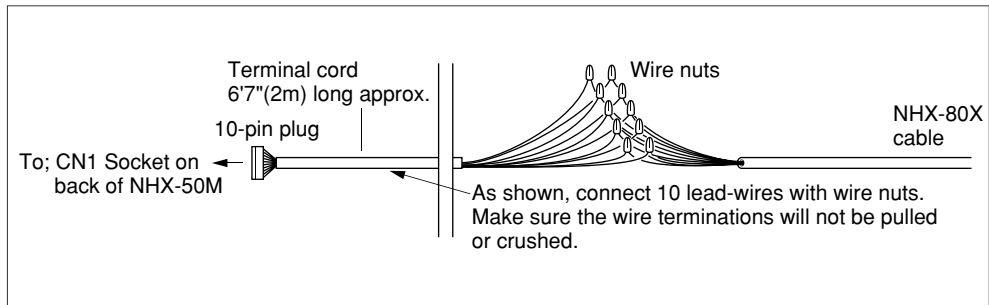 Terminal cord
6'7"(2m) long approx.
10-pin plug
To; CN1 Socket on
back of NHX-50M
Wire nuts
NHX-80X
cable
As shown, connect 10 lead-wires with wire nuts.
Make sure the wire terminations will not be pulled
or crushed.